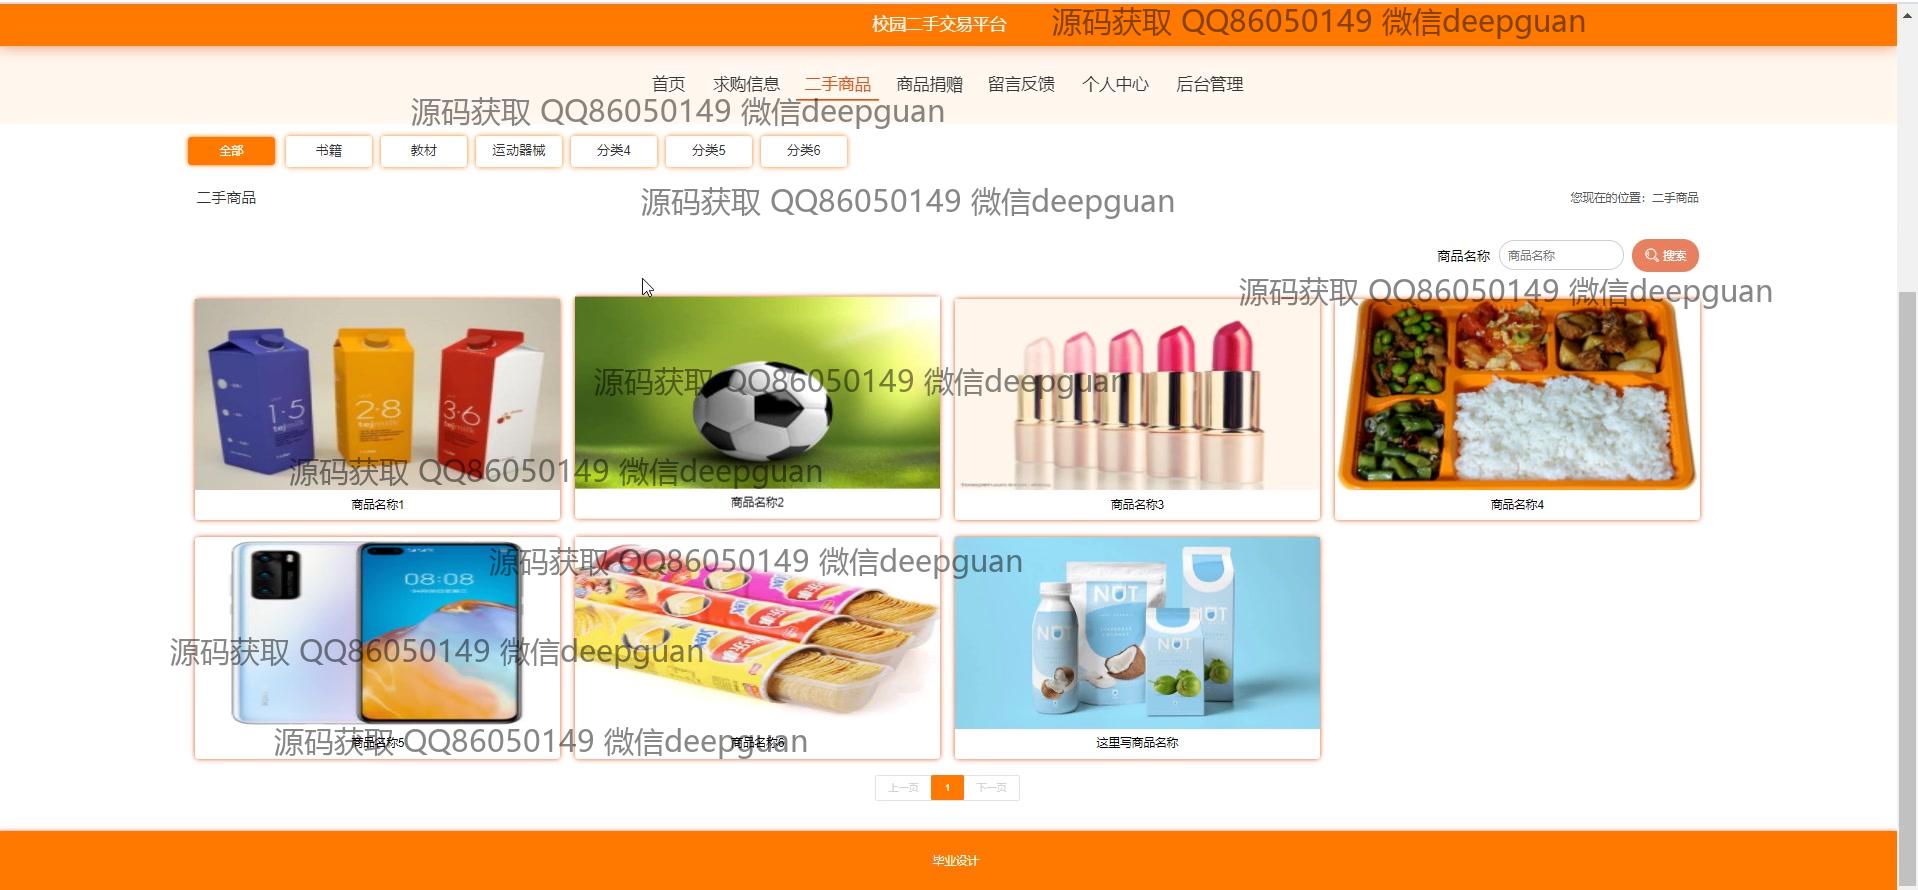 校园二手交易平台
源码获取 QQ86050149 微信deepguan
首页 求购信息 二手商品 商品捐赠 留言反馈 个人中心 后台管理
源码获取 QQ86050149 微信deepguan
全部 书籍 教材 运动器械 分类4 分类5 分类6
二手商品
源码获取 QQ86050149 微信deepguan
您现在的位置：二手商品
商品名称 商品名称 搜索
源码获取 QQ86050149 微信deepguan
1·5 2·8 3·6
源码获取 QQ86050149 微信deepguan
源码获取 QQ86050149 微信deepguan
商品名称1 商品名称2 商品名称3 商品名称4
08:08
源码获取 QQ86050149 微信deepguan
NUT
NUT
NUT
源码获取 QQ86050149 微信deepguan
源码获取 QQ86050149 微信deepguan
商品名称5 商品名称6 这里写商品名称
上一页 1 下一页
毕业设计